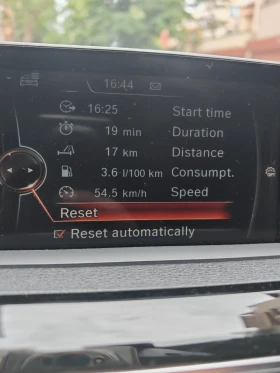 16:44
16:25 Start time
19 min Duration
17 km Distance
3.6 l/100 km Consumpt.
54.5 km/h Speed
Reset
Reset automatically